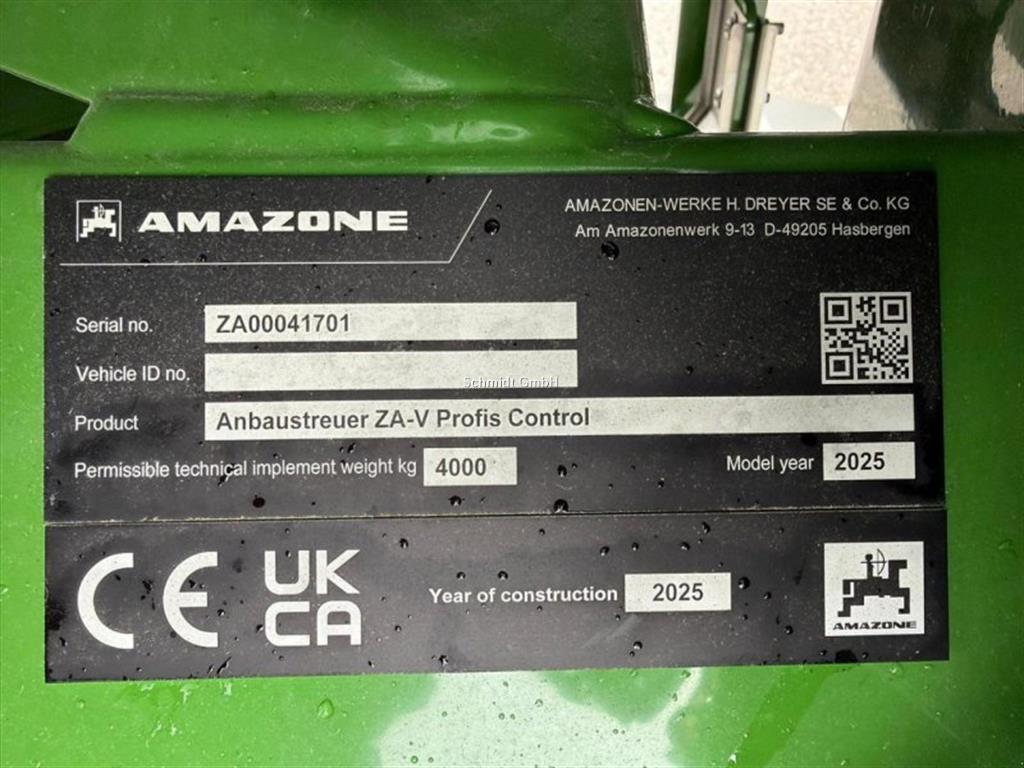 AMAZONE
AMAZONEN-WERKE H. DREYER SE & Co. KG
Am Amazonenwerk 9-13 D-49205 Hasbergen
Serial no. ZA00041701
Vehicle ID no.
Schmidt GmbH
Product Anbaustreuer ZA-V Profis Control
Permissible technical implement weight kg 4000 Model year 2025
CE UK
CA
Year of construction 2025
AMAZONE